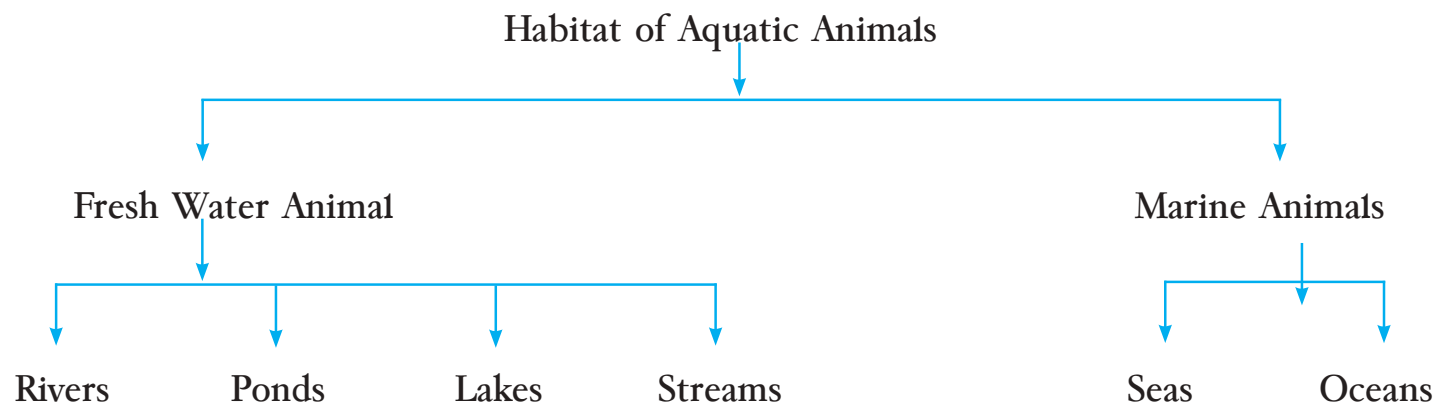 Habitat of Aquatic Animals
Fresh Water Animal
Marine Animals
Rivers
Ponds
Lakes
Streams
Seas
Oceans